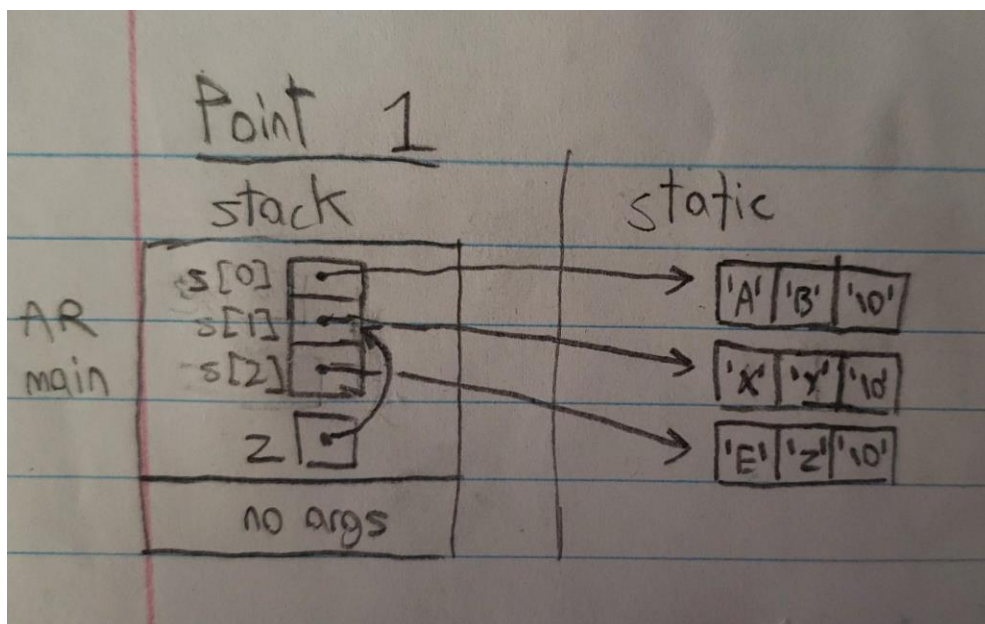 Point 1
stack static
AR main
s[0] 'A' 'B' '\0'
s[1] 'X' 'Y' '\0'
s[2] 'E' 'Z' '\0'
z
no args